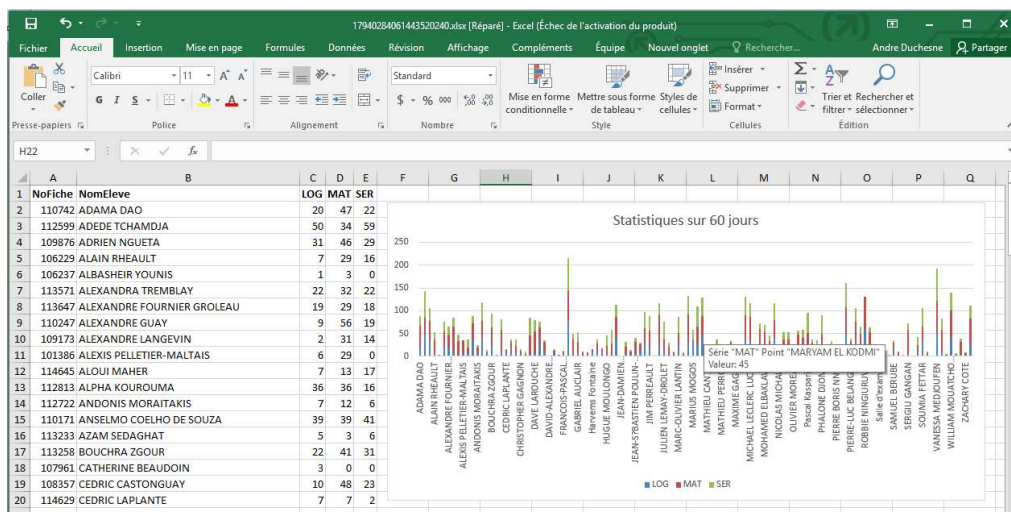 17940284061443520240.xlsx [Réparé] - Excel (Échec de l'activation du produit)
Fichier Accueil Insertion Mise en page Formules Données Révision Affichage Compléments Équipe Nouvel onglet Rechercher... Andre Duchesne Partager
Calibri 11 A A Standard Insérer
Coller G I S A $ % 000 Mise en forme conditionnelle Mettre sous forme de tableau Styles de cellules Supprimer Format Trier et filtrer Rechercher et sélectionner
Presse-papiers Police Alignement Nombre Style Cellules Édition
H22 fx
A B C D E F G H I J K L M N O P Q
1 NoFiche NomEleve LOG MAT SER
2 110742 ADAMA DAO 20 47 22
3 112599 ADEDE TCHAMDJA 50 34 59
4 109876 ADRIEN NGUETA 31 46 29
5 106229 ALAIN RHEAULT 7 29 16
6 106237 ALBASHEIR YOUNIS 1 3 0
7 113571 ALEXANDRA TREMBLAY 22 32 22
8 113647 ALEXANDRE FOURNIER GROLEAU 19 29 18
9 110247 ALEXANDRE GUAY 9 56 19
10 109173 ALEXANDRE LANGEVIN 2 31 14
11 101386 ALEXIS PELLETIER-MALTAIS 6 29 0
12 114645 ALOUI MAHER 7 13 17
13 112813 ALPHA KOUROUMA 36 36 16
14 112722 ANDONIS MORAITAKIS 7 12 6
15 110171 ANSELMO COELHO DE SOUZA 39 39 41
16 113233 AZAM SEDAGHAT 5 3 6
17 113258 BOUCHRA ZGOUR 22 41 31
18 107961 CATHERINE BEAUDOIN 3 0 0
19 108357 CEDRIC CASTONGUAY 10 48 23
20 114629 CEDRIC LAPLANTE 7 7 2
Statistiques sur 60 jours
250
200
150
100
50
0
Série "MAT" Point "MARYAM EL KODMI"
Valeur: 45
ADAMA DAO
ALAIN RHEAULT
ALEXANDRE FOURNIER...
ALEXIS PELLETIER-MALTAIS
ANDONIS MORAITAKIS
BOUCHRA ZGOUR
CEDRIC LAPLANTE
CHRISTOPHER GAGNON
DAVE LAROUCHE
DAVID-ALEXANDRE...
FRANCOIS-PASCAL...
GABRIEL AUCLAIR
Harvems Fontaine
HUGUE MOULONGO
JEAN-DAMIEN...
JEAN-STBASTIEN POULIN-...
JIM PERREAULT
JULIEN LEMAY-DROLET
MARC-OLIVIER LANTIN
MARIUS MOGOS
MATHIEU CANT
MATHIEU PERR
MAXIME GAG
MICHAEL LECLERC LUC
MOHAMED ELBAKLAV
NICOLAS MICHA
OLIVIER MOREA
Pascal Kaspar
PHALONE DION
PIERRE BORIS NN
PIERRE-LUC BELANG
ROBBIE NINGURUV
Salle d'exam
SAMUEL BERUBE
SERGIU GANGAN
SOUMIA FETTAR
VANESSA MEDJOUFEN
WILLIAM MOUATCHO
ZACHARY COTE
LOG MAT SER